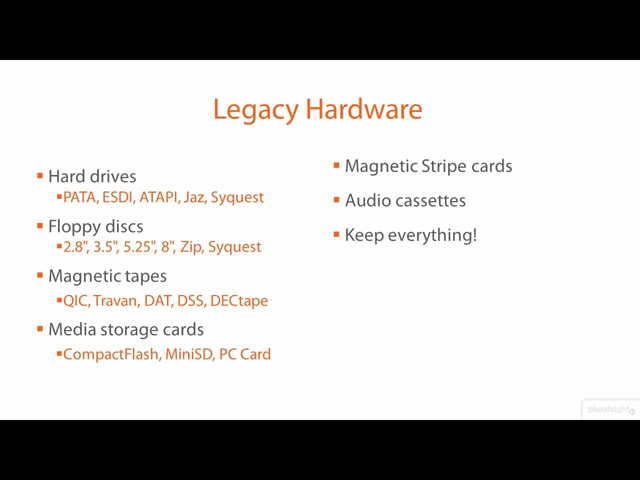 Legacy Hardware
Hard drives
PATA, ESDI, ATAPI, Jaz, Syquest
Floppy discs
2.8", 3.5", 5.25", 8", Zip, Syquest
Magnetic tapes
QIC, Travan, DAT, DSS, DECtape
Media storage cards
CompactFlash, MiniSD, PC Card
Magnetic Stripe cards
Audio cassettes
Keep everything!
pluralsight